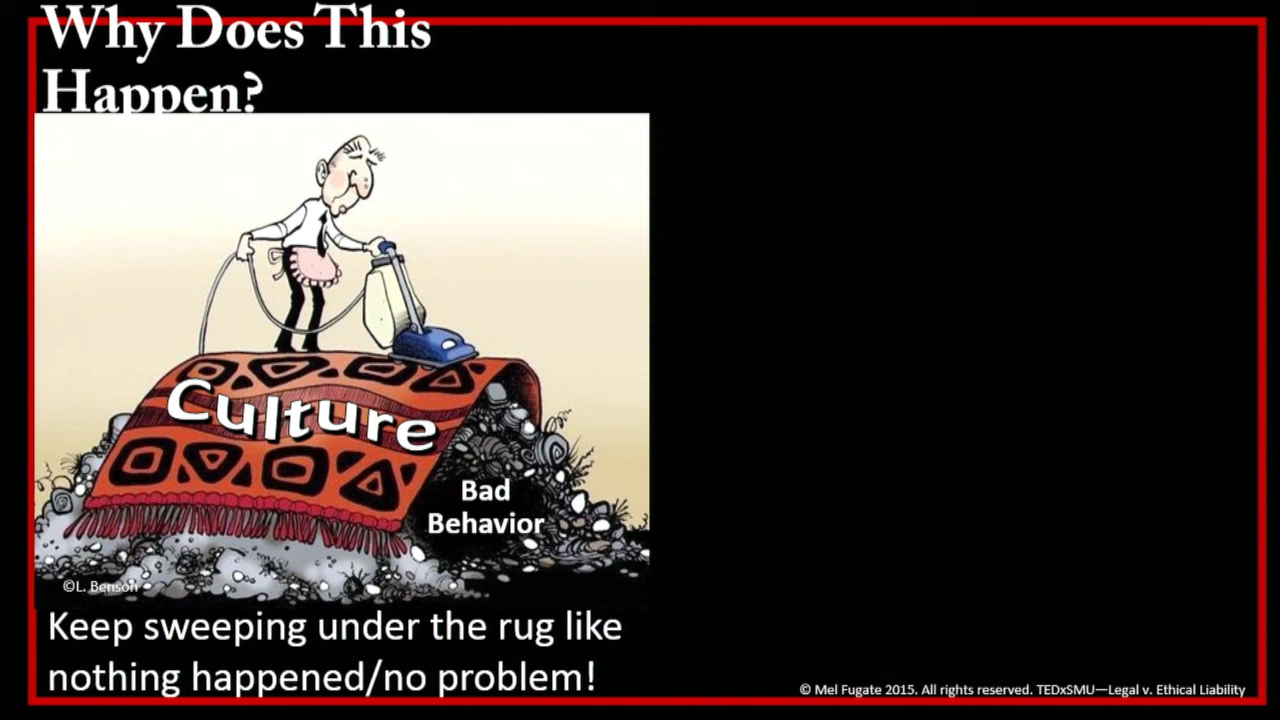 Why Does This
Happen?
Culture
Bad
Behavior
©L. Benson
Keep sweeping under the rug like
nothing happened/no problem!
© Mel Fugate 2015. All rights reserved. TEDxSMU—Legal v. Ethical Liability